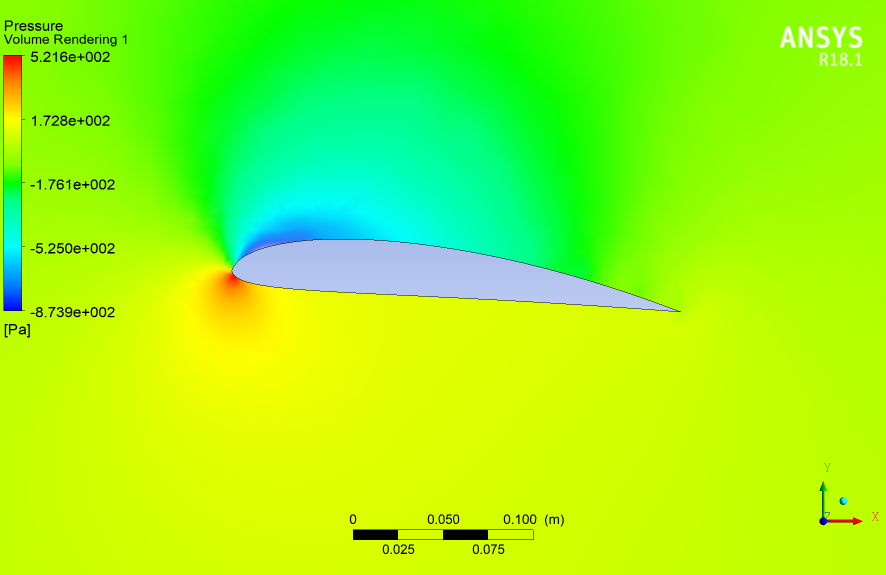 Pressure
Volume Rendering 1
5.216e+002
1.728e+002
-1.761e+002
-5.250e+002
-8.739e+002
[Pa]
ANSYS
R18.1
0 0.050 0.100 (m)
0.025 0.075
Y
Z X